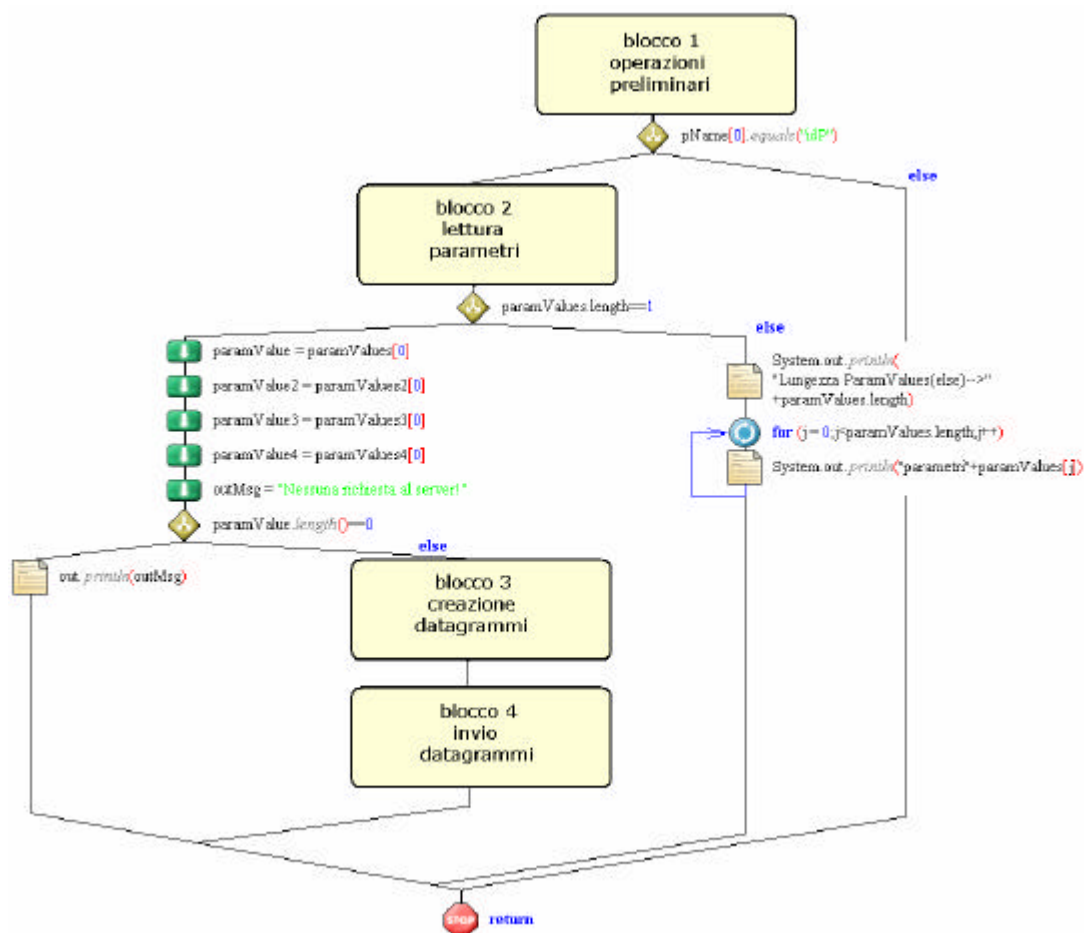 blocco 1
operazioni
preliminari
pName[0].equals("idP")
else
blocco 2
lettura
parametri
paramValues.length==1
else
paramValue = paramValues[0]
paramValue2 = paramValues2[0]
paramValue3 = paramValues3[0]
paramValue4 = paramValues4[0]
outMsg = "Nessuna richiesta al server!"
paramValue.length()==0
System.out.println(
"Lungezza ParamValues(else)-->"
+paramValues.length)
for (j=0;j<paramValues.length;j++)
System.out.println("parametri"+paramValues[j])
else
out.println(outMsg)
blocco 3
creazione
datagrammi
blocco 4
invio
datagrammi
STOP
return